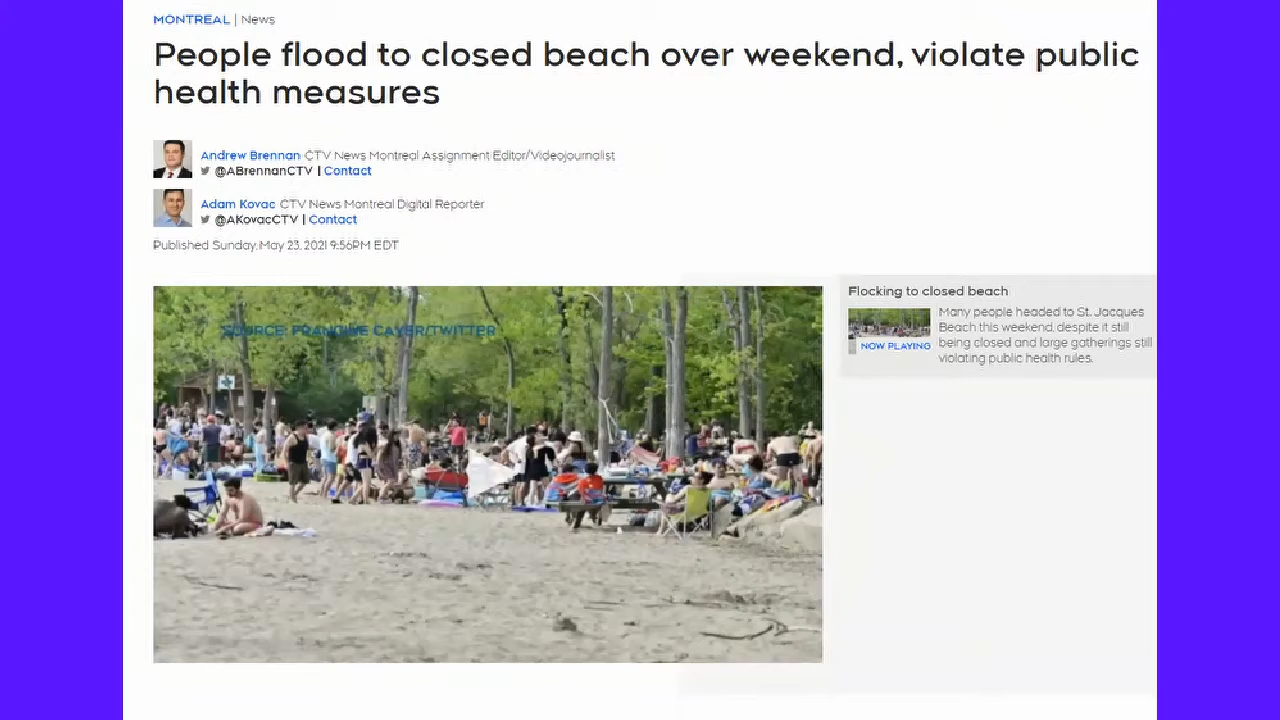 MONTREAL | News
People flood to closed beach over weekend, violate public
health measures
Andrew Brennan CTV News Montreal Assignment Editor/Videojournalist
@ABrennanCTV | Contact
Adam Kovac CTV News Montreal Digital Reporter
@AKovacCTV | Contact
Published Sunday, May 23, 2021 9:56PM EDT
SOURCE: FRANCINE CAYER/TWITTER
Flocking to closed beach
Many people headed to St. Jacques
Beach this weekend, despite it still
being closed and large gatherings still
violating public health rules.
NOW PLAYING